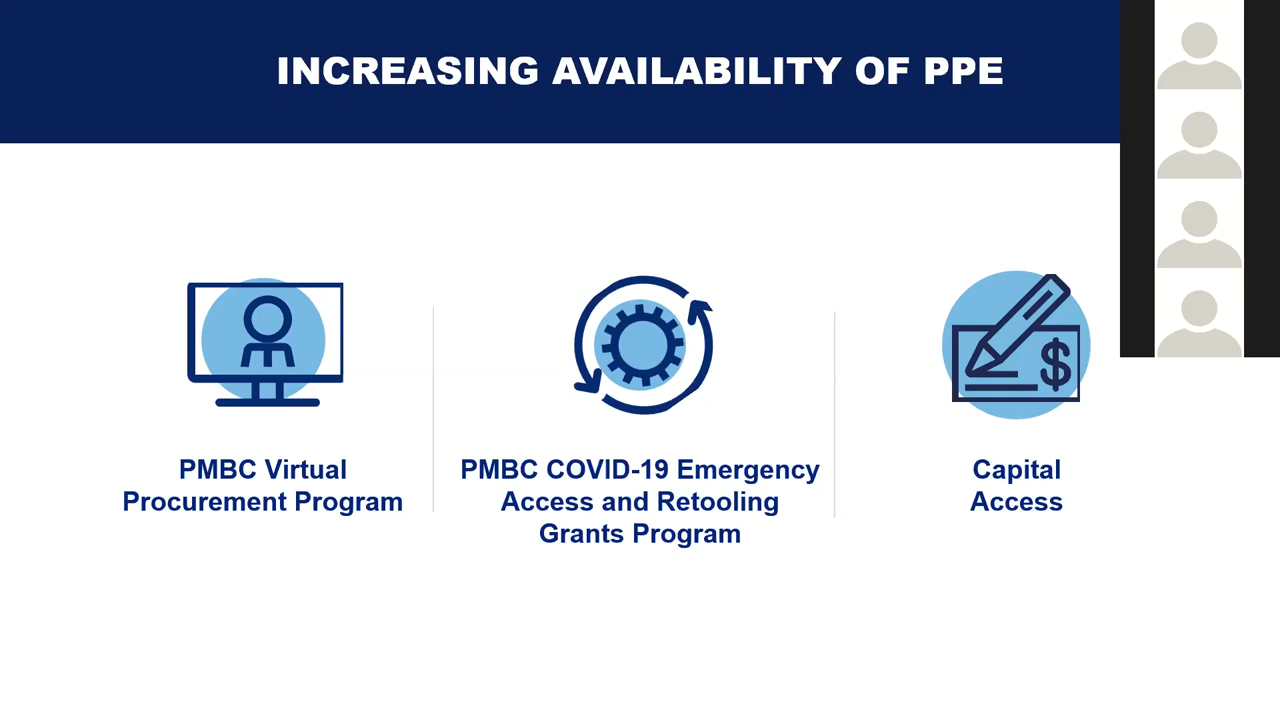 INCREASING AVAILABILITY OF PPE
PMBC Virtual
Procurement Program
PMBC COVID-19 Emergency
Access and Retooling
Grants Program
Capital
Access
$